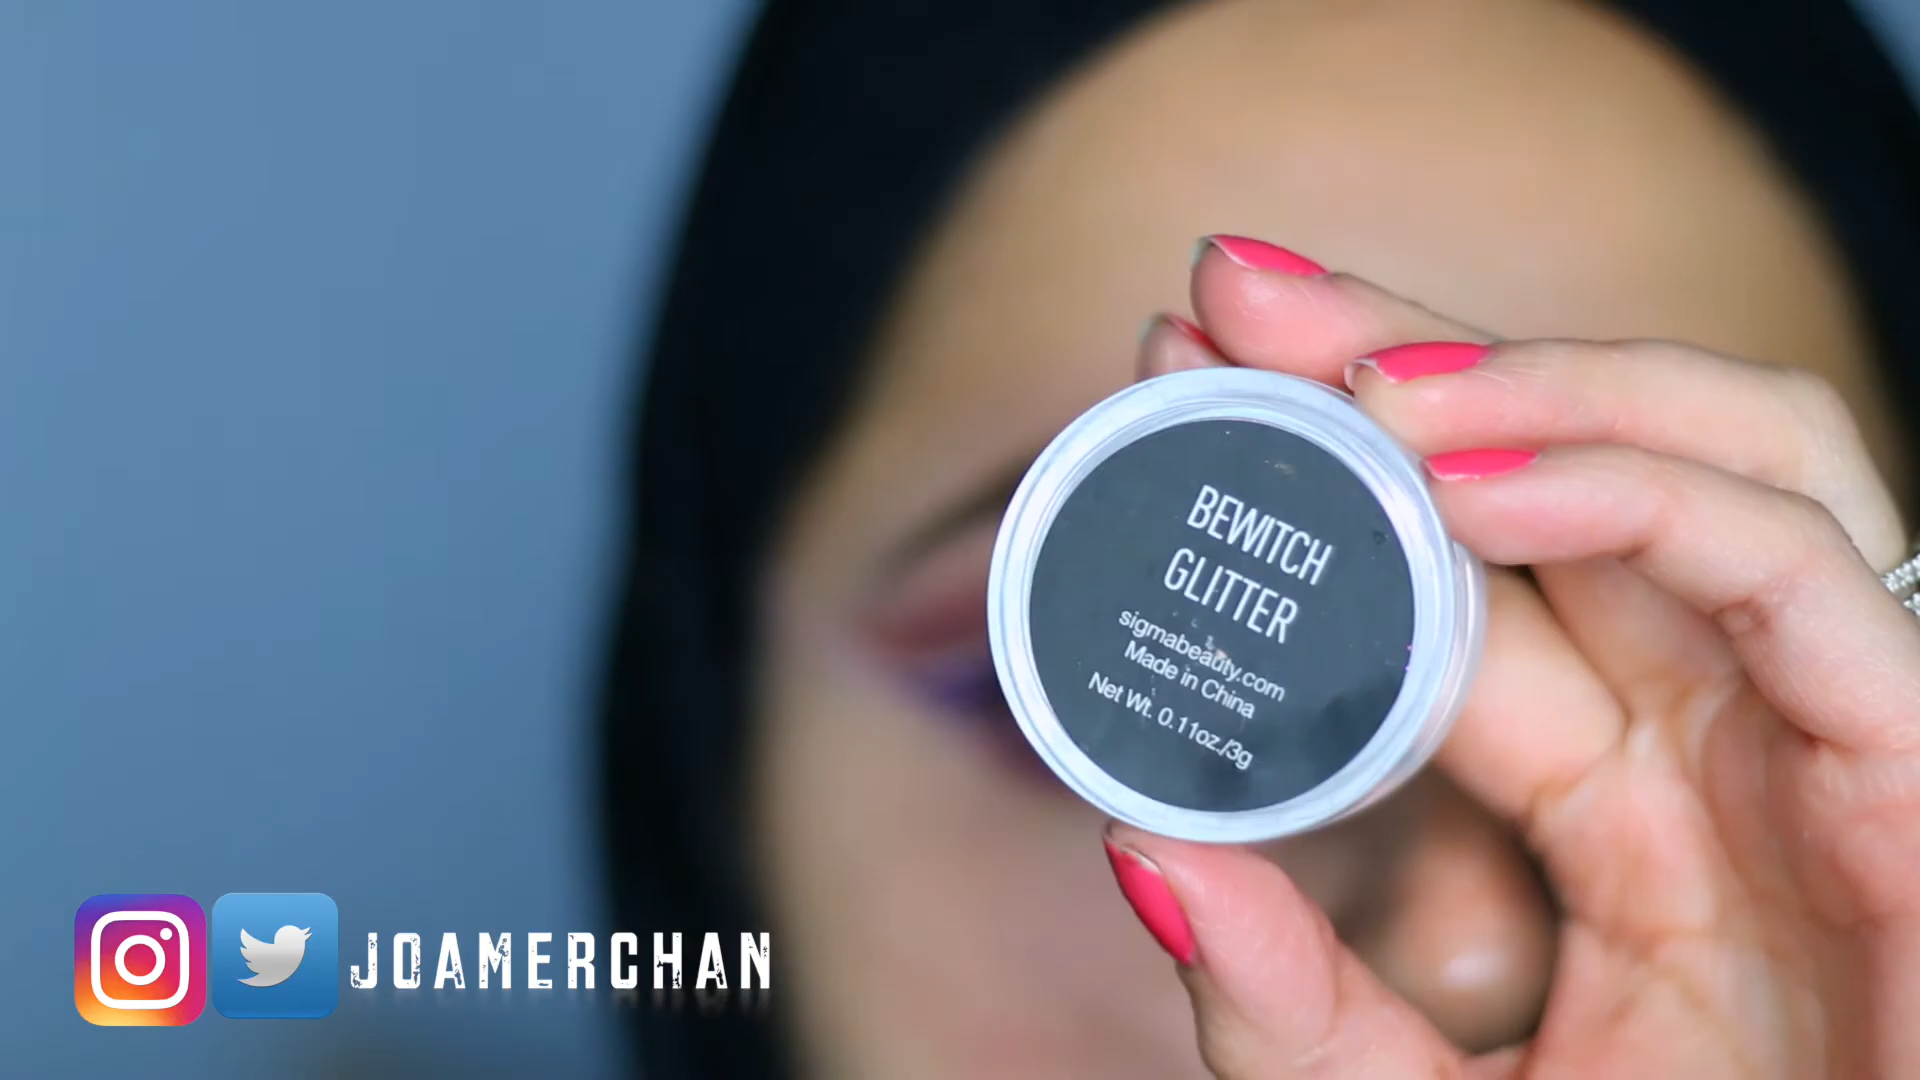 BEWITCH
GLITTER
sigmabeauty.com
Made in China
Net Wt. 0.11oz./3g
JOAMERCHAN